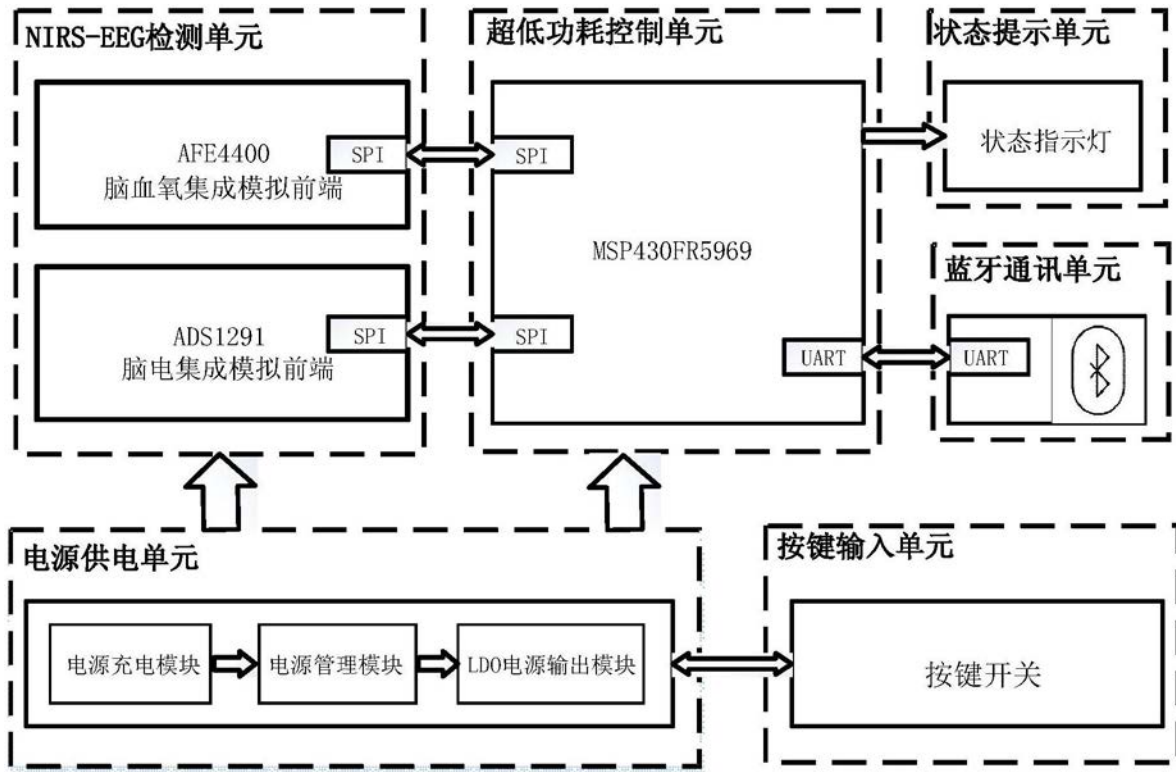 NIRS-EEG检测单元
AFE4400
脑血氧集成模拟前端
SPI
ADS1291
脑电集成模拟前端
SPI
超低功耗控制单元
SPI
MSP430FR5969
SPI
UART
状态提示单元
状态指示灯
蓝牙通讯单元
UART
电源供电单元
电源充电模块
电源管理模块
LDO电源输出模块
按键输入单元
按键开关